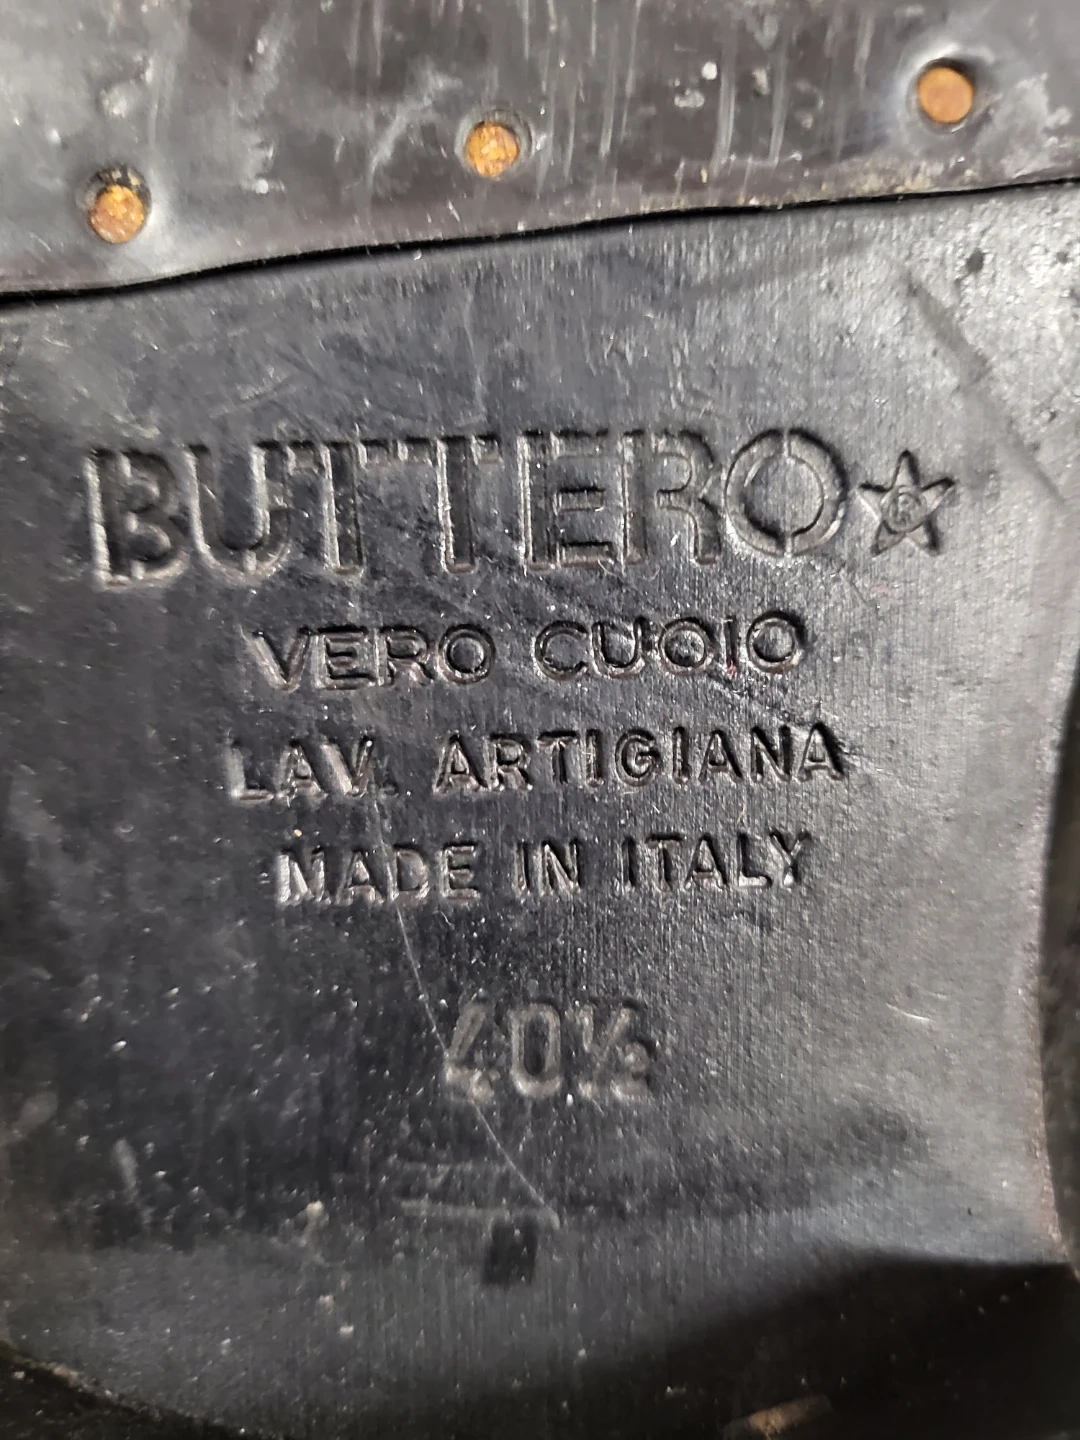 BUTTERO ®
VERO CUOIO
LAV. ARTIGIANA
MADE IN ITALY
40½